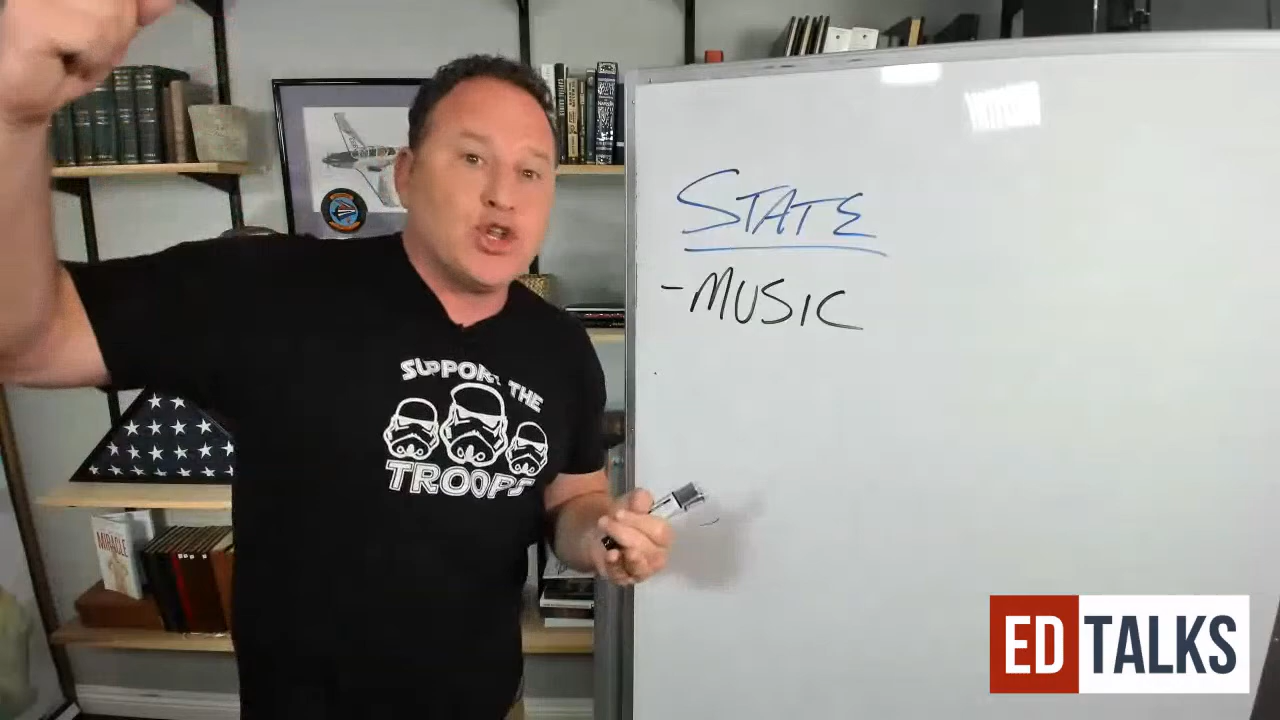 STATE
-MUSIC
SUPPORT THE
TROOPS
MIRACLE
ED TALKS